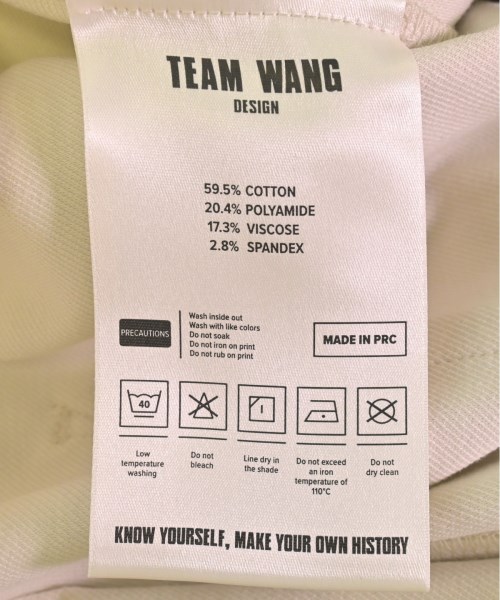 TEAM WANG
DESIGN
59.5% COTTON
20.4% POLYAMIDE
17.3% VISCOSE
2.8% SPANDEX
PRECAUTIONS
Wash inside out
Wash with like colors
Do not soak
Do not iron on print
Do not rub on print
MADE IN PRC
40
Low
temperature
washing
Do not
bleach
Line dry in
the shade
Do not exceed
an iron
temperature of
110°C
Do not
dry clean
KNOW YOURSELF, MAKE YOUR OWN HISTORY